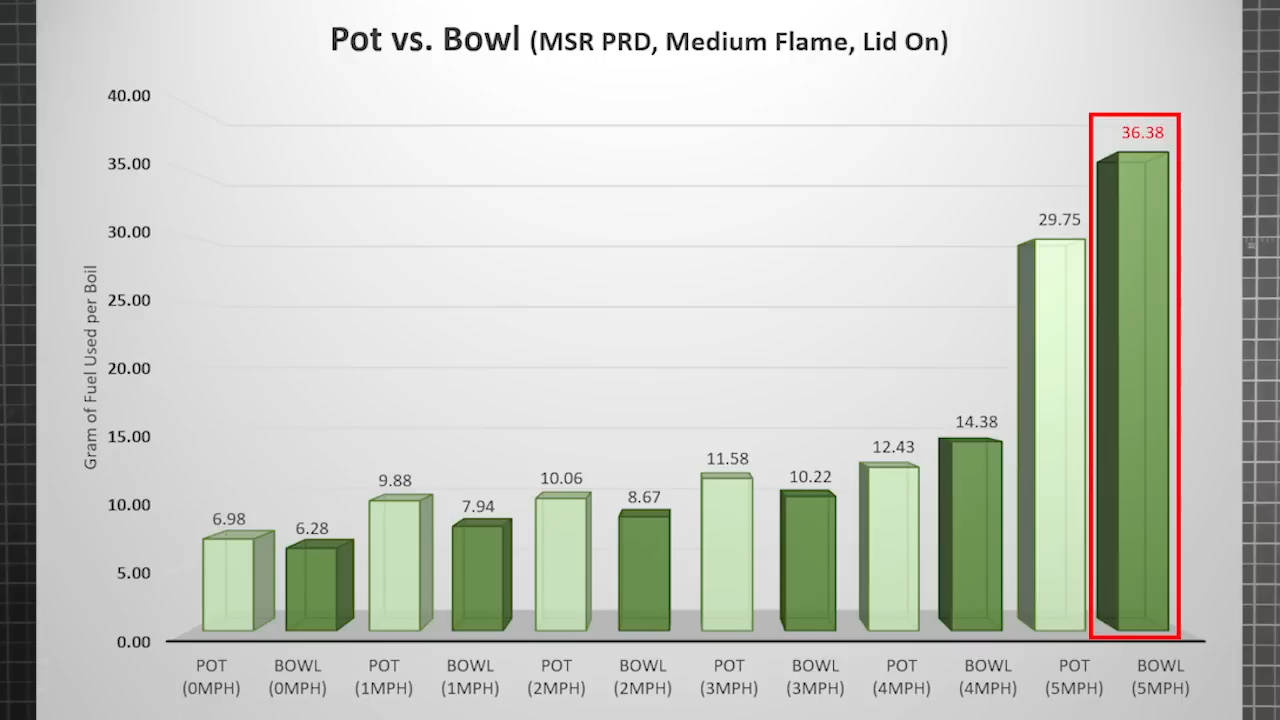 Pot vs. Bowl (MSR PRD, Medium Flame, Lid On)
Gram of Fuel Used per Boil
40.00
35.00
30.00
25.00
20.00
15.00
10.00
5.00
0.00
6.98
6.28
9.88
7.94
10.06
8.67
11.58
10.22
12.43
14.38
29.75
36.38
POT (0MPH)
BOWL (0MPH)
POT (1MPH)
BOWL (1MPH)
POT (2MPH)
BOWL (2MPH)
POT (3MPH)
BOWL (3MPH)
POT (4MPH)
BOWL (4MPH)
POT (5MPH)
BOWL (5MPH)